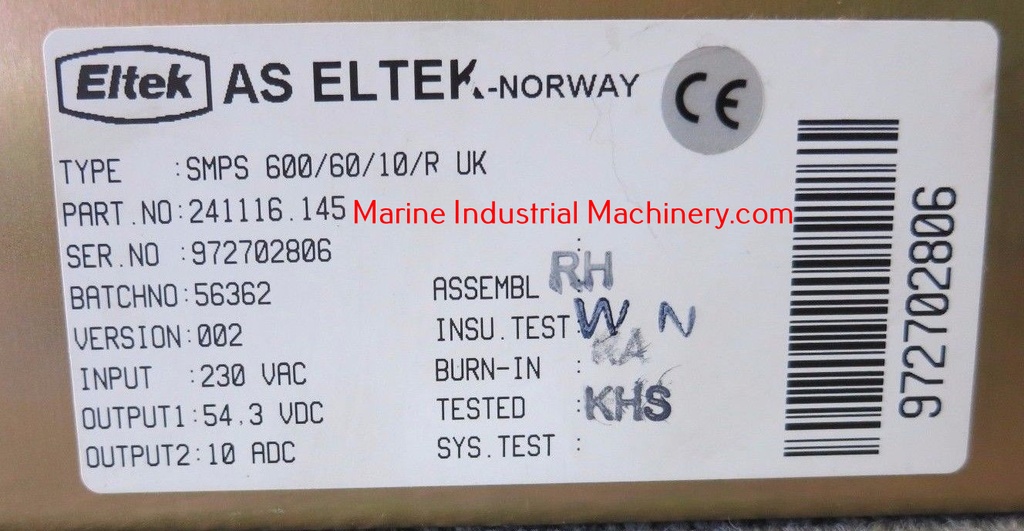 Eltek AS ELTEK-NORWAY CE
TYPE :SMPS 600/60/10/R UK
PART.NO:241116.145 Marine Industrial Machinery.com
SER.NO :972702806
BATCHNO:56362
ASSEMBL : RH
VERSION:002
INSU.TEST: W N
INPUT :230 VAC
BURN-IN : KA
OUTPUT1:54,3 VDC
TESTED : KHS
OUTPUT2:10 ADC
SYS.TEST :
972702806